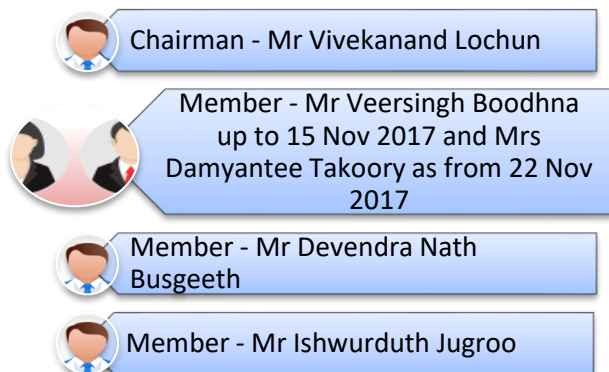 Chairman - Mr Vivekanand Lochun
Member - Mr Veersingh Boodhna
up to 15 Nov 2017 and Mrs
Damyantee Takoory as from 22 Nov
2017
Member - Mr Devendra Nath
Busgeeth
Member - Mr Ishwurduth Jugroo